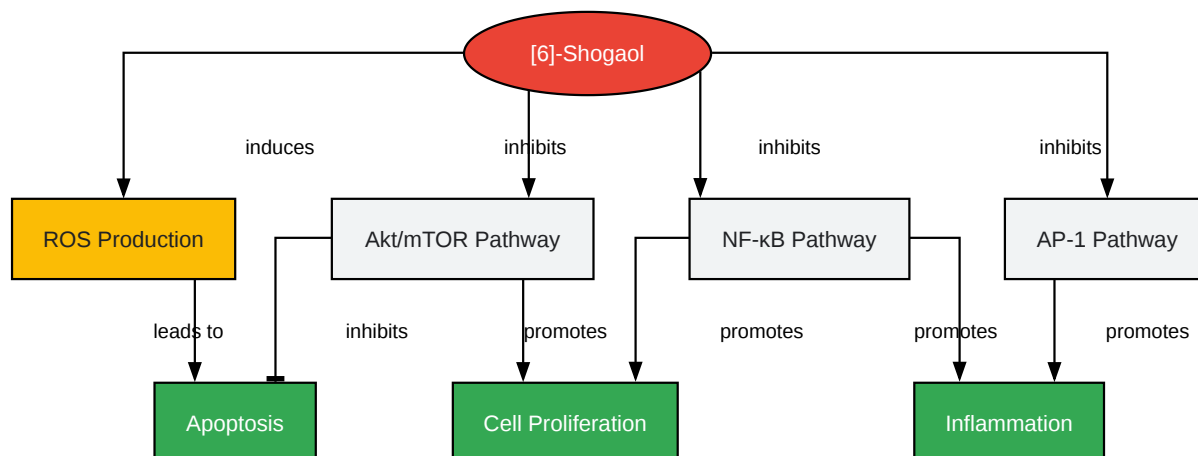 [6]-Shogaol
induces
inhibits
inhibits
inhibits
ROS Production
Akt/mTOR Pathway
NF-κB Pathway
AP-1 Pathway
leads to
inhibits
promotes
promotes
promotes
promotes
Apoptosis
Cell Proliferation
Inflammation